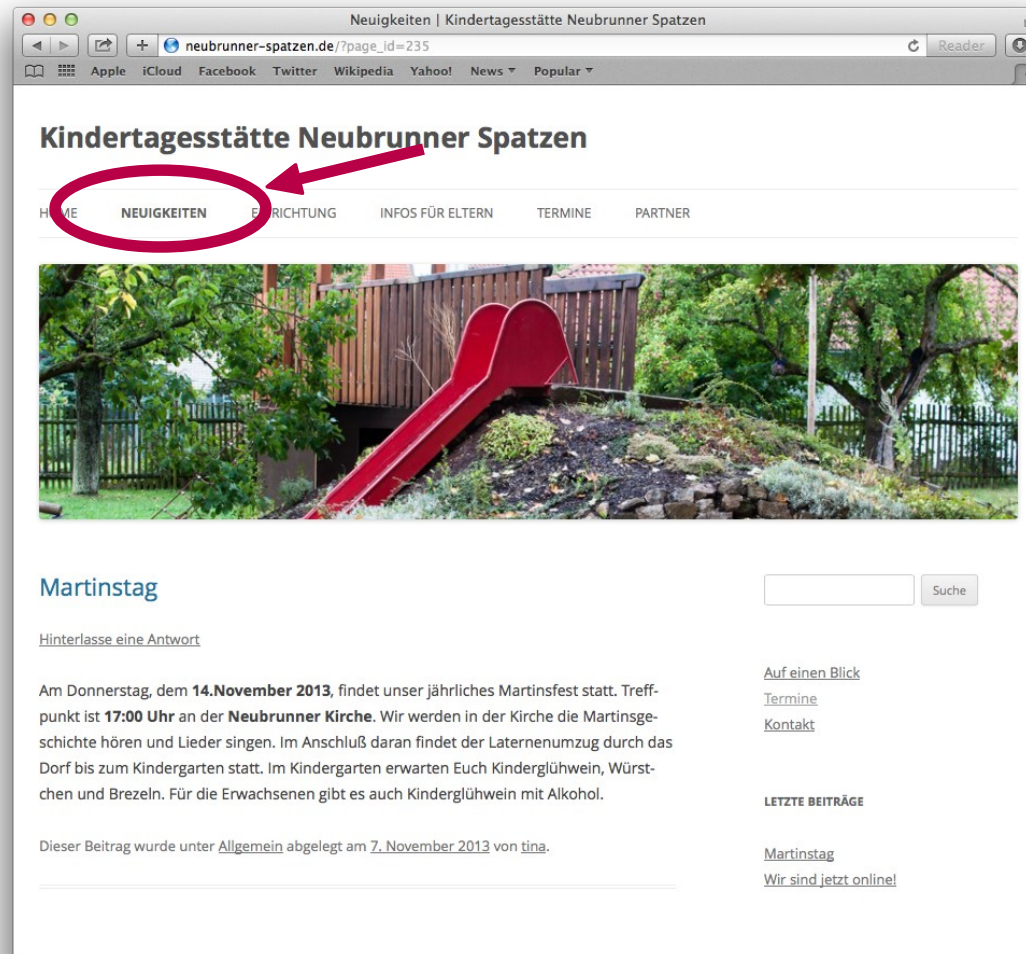 Neuigkeiten | Kindertagesstätte Neubrunner Spatzen
neubrunner-spatzen.de/?page_id=235
Reader
Apple iCloud Facebook Twitter Wikipedia Yahoo! News Popular
Kindertagesstätte Neubrunner Spatzen
HOME NEUIGKEITEN EINRICHTUNG INFOS FÜR ELTERN TERMINE PARTNER
Martinstag
Suche
Hinterlasse eine Antwort
Am Donnerstag, dem 14.November 2013, findet unser jährliches Martinsfest statt. Treff-
punkt ist 17:00 Uhr an der Neubrunner Kirche. Wir werden in der Kirche die Martinsge-
schichte hören und Lieder singen. Im Anschluß daran findet der Laternenumzug durch das
Dorf bis zum Kindergarten statt. Im Kindergarten erwarten Euch Kinderglühwein, Würst-
chen und Brezeln. Für die Erwachsenen gibt es auch Kinderglühwein mit Alkohol.
Dieser Beitrag wurde unter Allgemein abgelegt am 7. November 2013 von tina.
Auf einen Blick
Termine
Kontakt
LETZTE BEITRÄGE
Martinstag
Wir sind jetzt online!